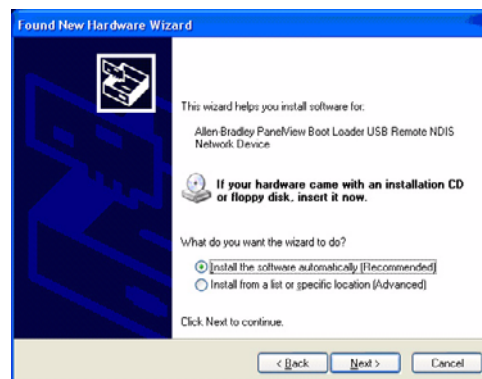 Found New Hardware Wizard
This wizard helps you install software for:
Allen-Bradley PanelView Boot Loader USB Remote NDIS
Network Device
If your hardware came with an installation CD
or floppy disk, insert it now.
What do you want the wizard to do?
Install the software automatically (Recommended)
Install from a list or specific location (Advanced)
Click Next to continue.
< Back
Next >
Cancel